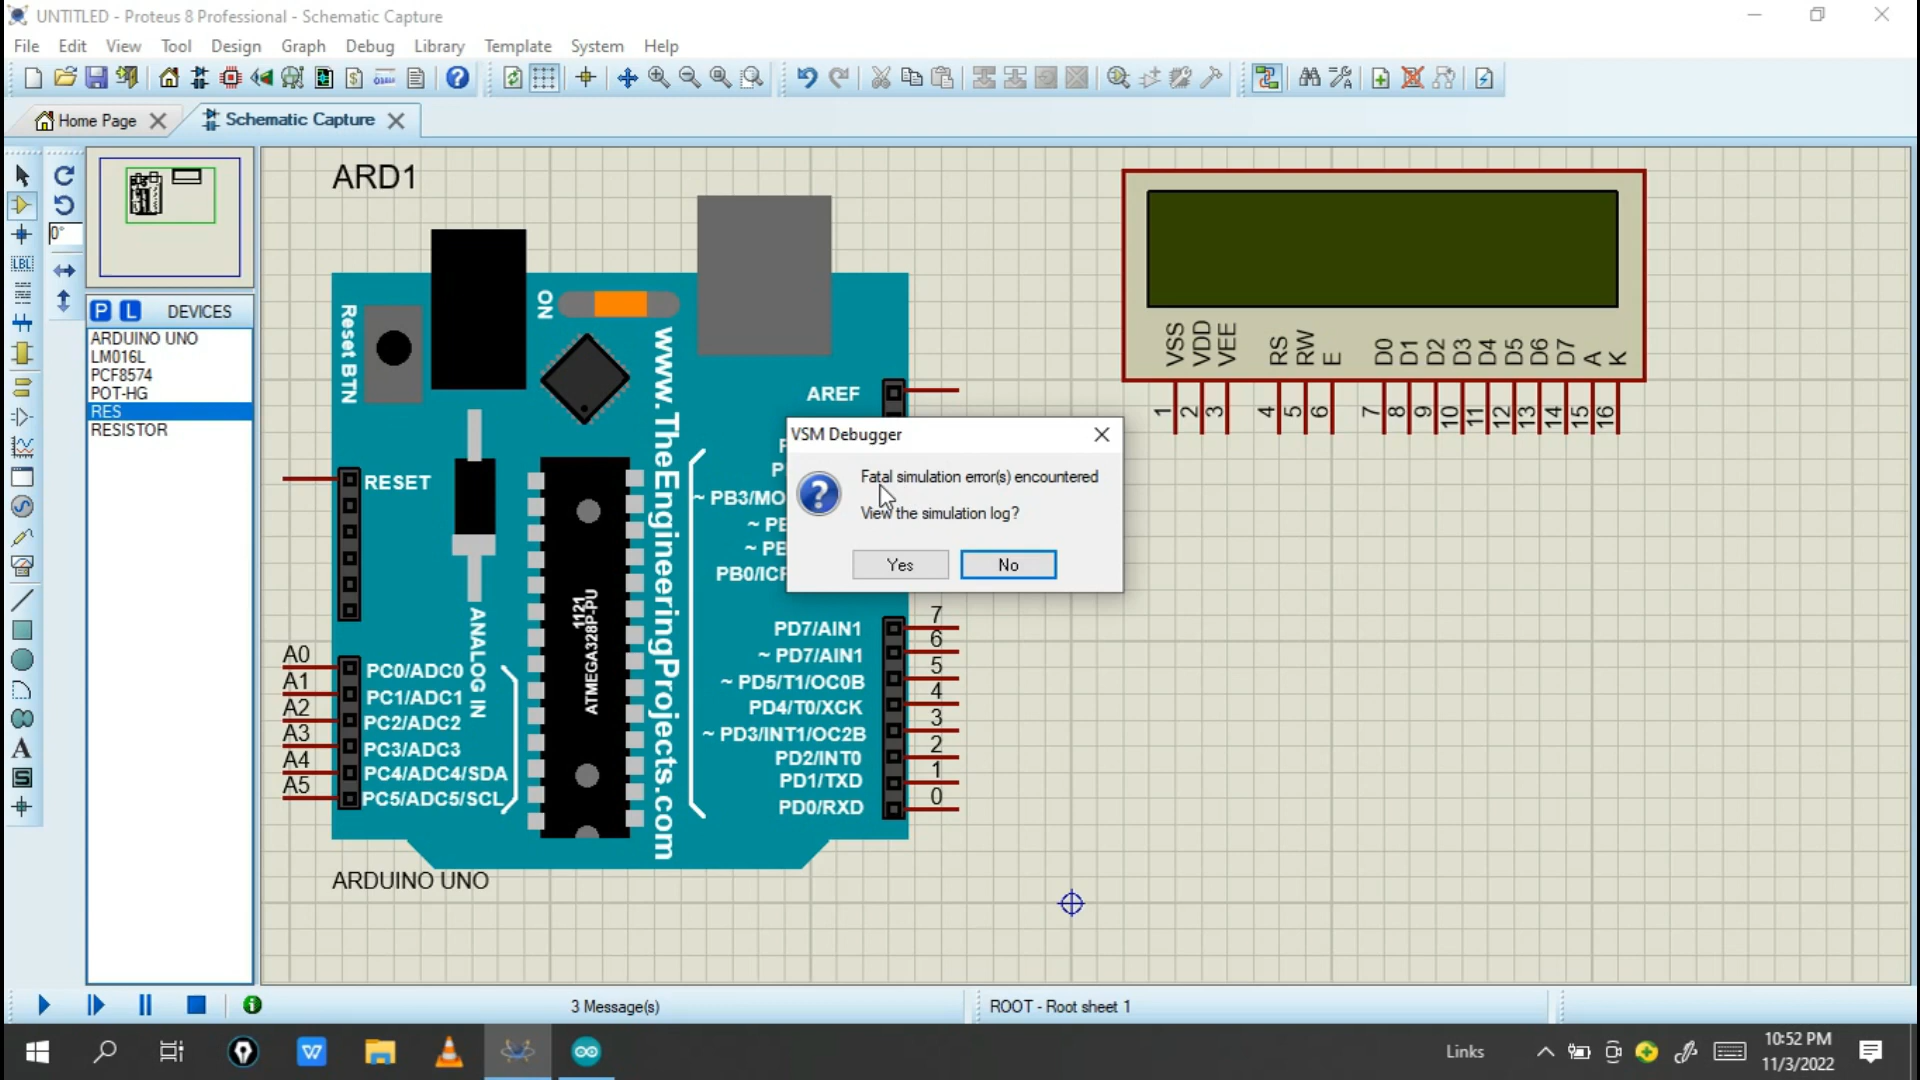 UNTITLED - Proteus 8 Professional - Schematic Capture
File Edit View Tool Design Graph Debug Library Template System Help
Home Page
Schematic Capture
0°
LBL
P L DEVICES
ARDUINO UNO
LM016L
PCF8574
POT-HG
RES
RESISTOR
A
S
ARD1
Reset BTN
ON
www.TheEngineeringProjects.com
AREF
RESET
~ PB3/MO
PB0/ICP
1121
ATMEGA328P-PU
ANALOG IN
A0 PC0/ADC0
A1 PC1/ADC1
A2 PC2/ADC2
A3 PC3/ADC3
A4 PC4/ADC4/SDA
A5 PC5/ADC5/SCL
PD7/AIN1 7
~ PD7/AIN1 6
~ PD5/T1/OC0B 5
PD4/T0/XCK 4
~ PD3/INT1/OC2B 3
PD2/INT0 2
PD1/TXD 1
PD0/RXD 0
ARDUINO UNO
VSS VDD VEE RS RW E D0 D1 D2 D3 D4 D5 D6 D7 A K
1 2 3 4 5 6 7 8 9 10 11 12 13 14 15 16
VSM Debugger
Fatal simulation error(s) encountered
View the simulation log?
Yes No
3 Message(s)
ROOT - Root sheet 1
Links
10:52 PM
11/3/2022